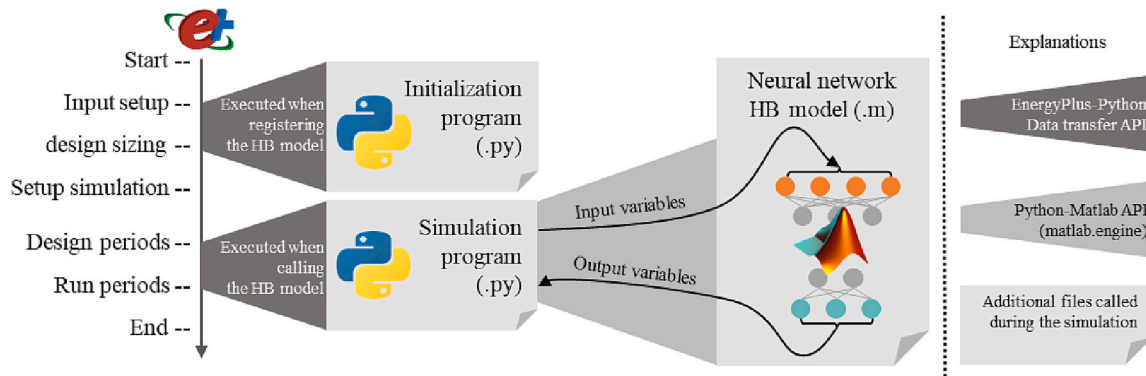 e+
Start --
Input setup --
design sizing --
Setup simulation --
Design periods --
Run periods --
End --
Executed when
registering
the HB model
Initialization
program
(.py)
Executed when
calling
the HB model
Simulation
program
(.py)
Input variables
Output variables
Neural network
HB model (.m)
Explanations
EnergyPlus-Python
Data transfer API
Python-Matlab API
(matlab.engine)
Additional files called
during the simulation